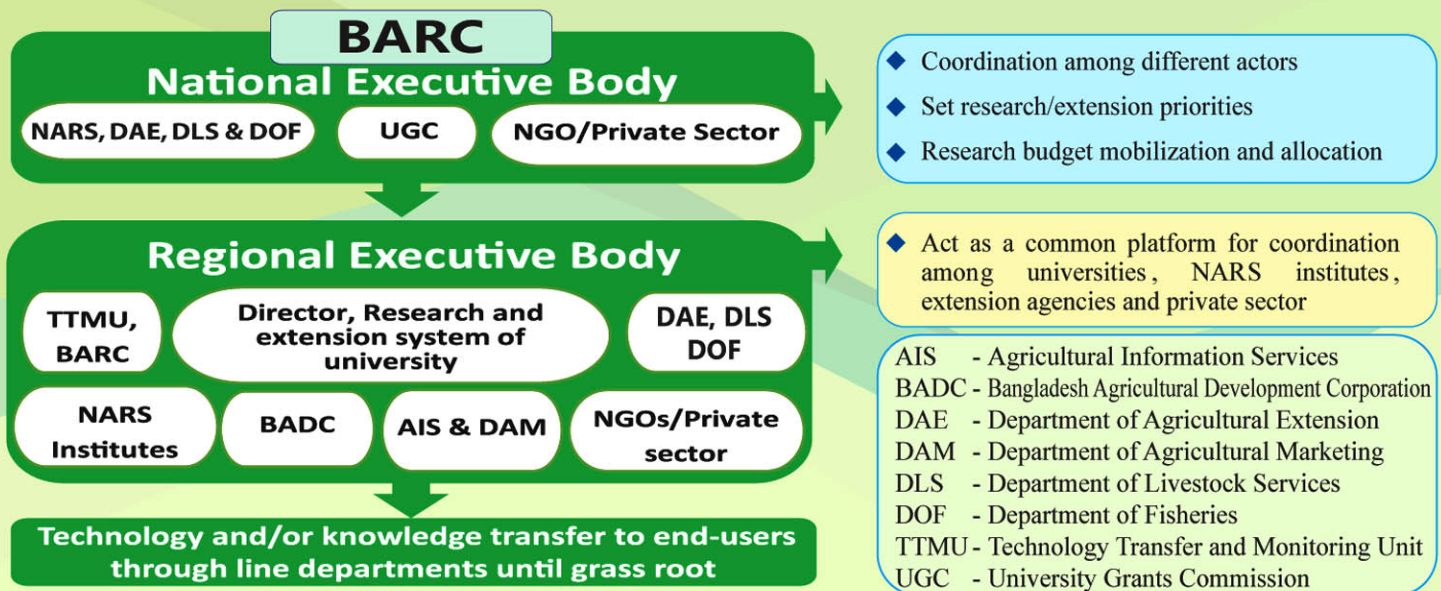 BARC
National Executive Body
NARS, DAE, DLS & DOF
UGC
NGO/Private Sector
◆ Coordination among different actors
◆ Set research/extension priorities
◆ Research budget mobilization and allocation
Regional Executive Body
TTMU,
BARC
Director, Research and
extension system of
university
DAE, DLS
DOF
NARS
Institutes
BADC
AIS & DAM
NGOs/Private
sector
◆ Act as a common platform for coordination
among universities, NARS institutes,
extension agencies and private sector
Technology and/or knowledge transfer to end-users
through line departments until grass root
AIS - Agricultural Information Services
BADC - Bangladesh Agricultural Development Corporation
DAE - Department of Agricultural Extension
DAM - Department of Agricultural Marketing
DLS - Department of Livestock Services
DOF - Department of Fisheries
TTMU - Technology Transfer and Monitoring Unit
UGC - University Grants Commission